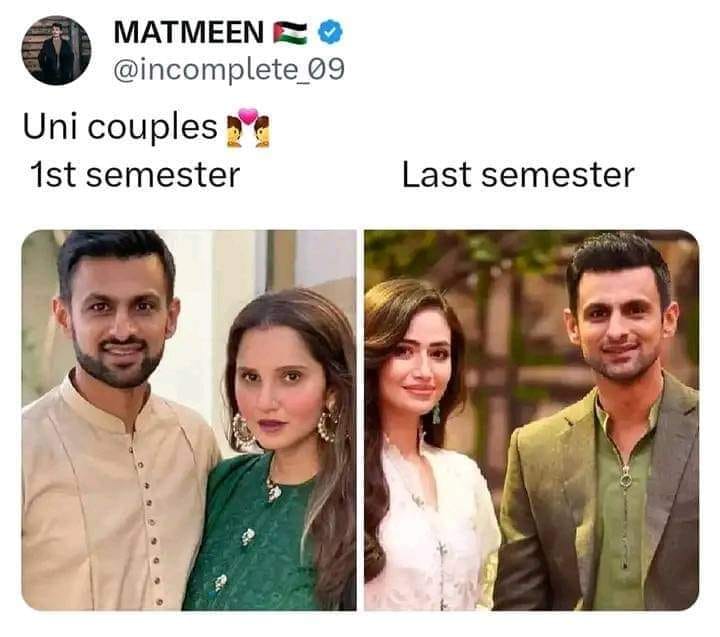 MATMEEN 🇵🇸
@incomplete_09
Uni couples 💑
1st semester
Last semester